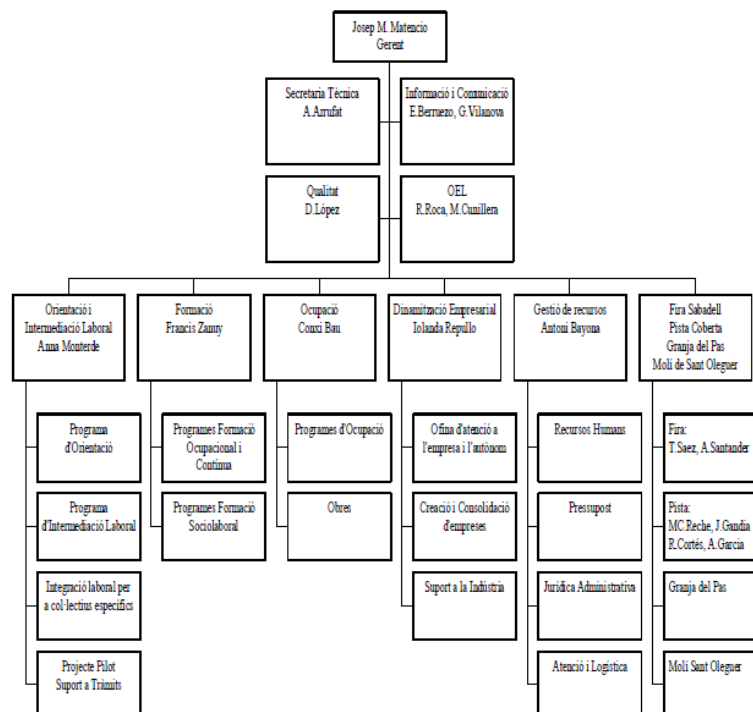 Josep M. Matencio
Gerent
Secretaria Tècnica
A.Arrufat
Informació i Comunicació
E.Berruezo, G.Vilanova
Qualitat
D.López
OEL
R.Roca, M.Cunillera
Orientació i
Intermediació Laboral
Anna Monterde
Formació
Francis Zanuy
Ocupació
Conxi Bau
Dinamització Empresarial
Iolanda Repullo
Gestió de recursos
Antoni Bayona
Fira Sabadell
Pista Coberta
Granja del Pas
Molí de Sant Oleguer
Programa
d'Orientació
Programa
d'Intermediació Laboral
Integració laboral per
a col·lectius específics
Projecte Pilot
Suport a Tràmits
Programes Formació
Ocupacional i
Contínua
Programes Formació
Sociolaboral
Programes d'Ocupació
Obres
Ofina d'atenció a
l'empresa i l'autònom
Creació i Consolidació
d'empreses
Suport a la Indústria
Recursos Humans
Pressupost
Jurídica Administrativa
Atenció i Logística
Fira:
T.Saez, A.Santander
Pista:
MC.Reche, J.Gandia
R.Cortés, A.Garcia
Granja del Pas
Molí Sant Oleguer